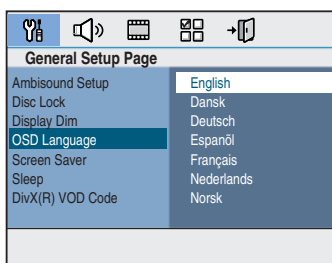 General Setup Page
Ambisound Setup
Disc Lock
Display Dim
OSD Language
Screen Saver
Sleep
DivX(R) VOD Code
English
Dansk
Deutsch
Espanõl
Français
Nederlands
Norsk